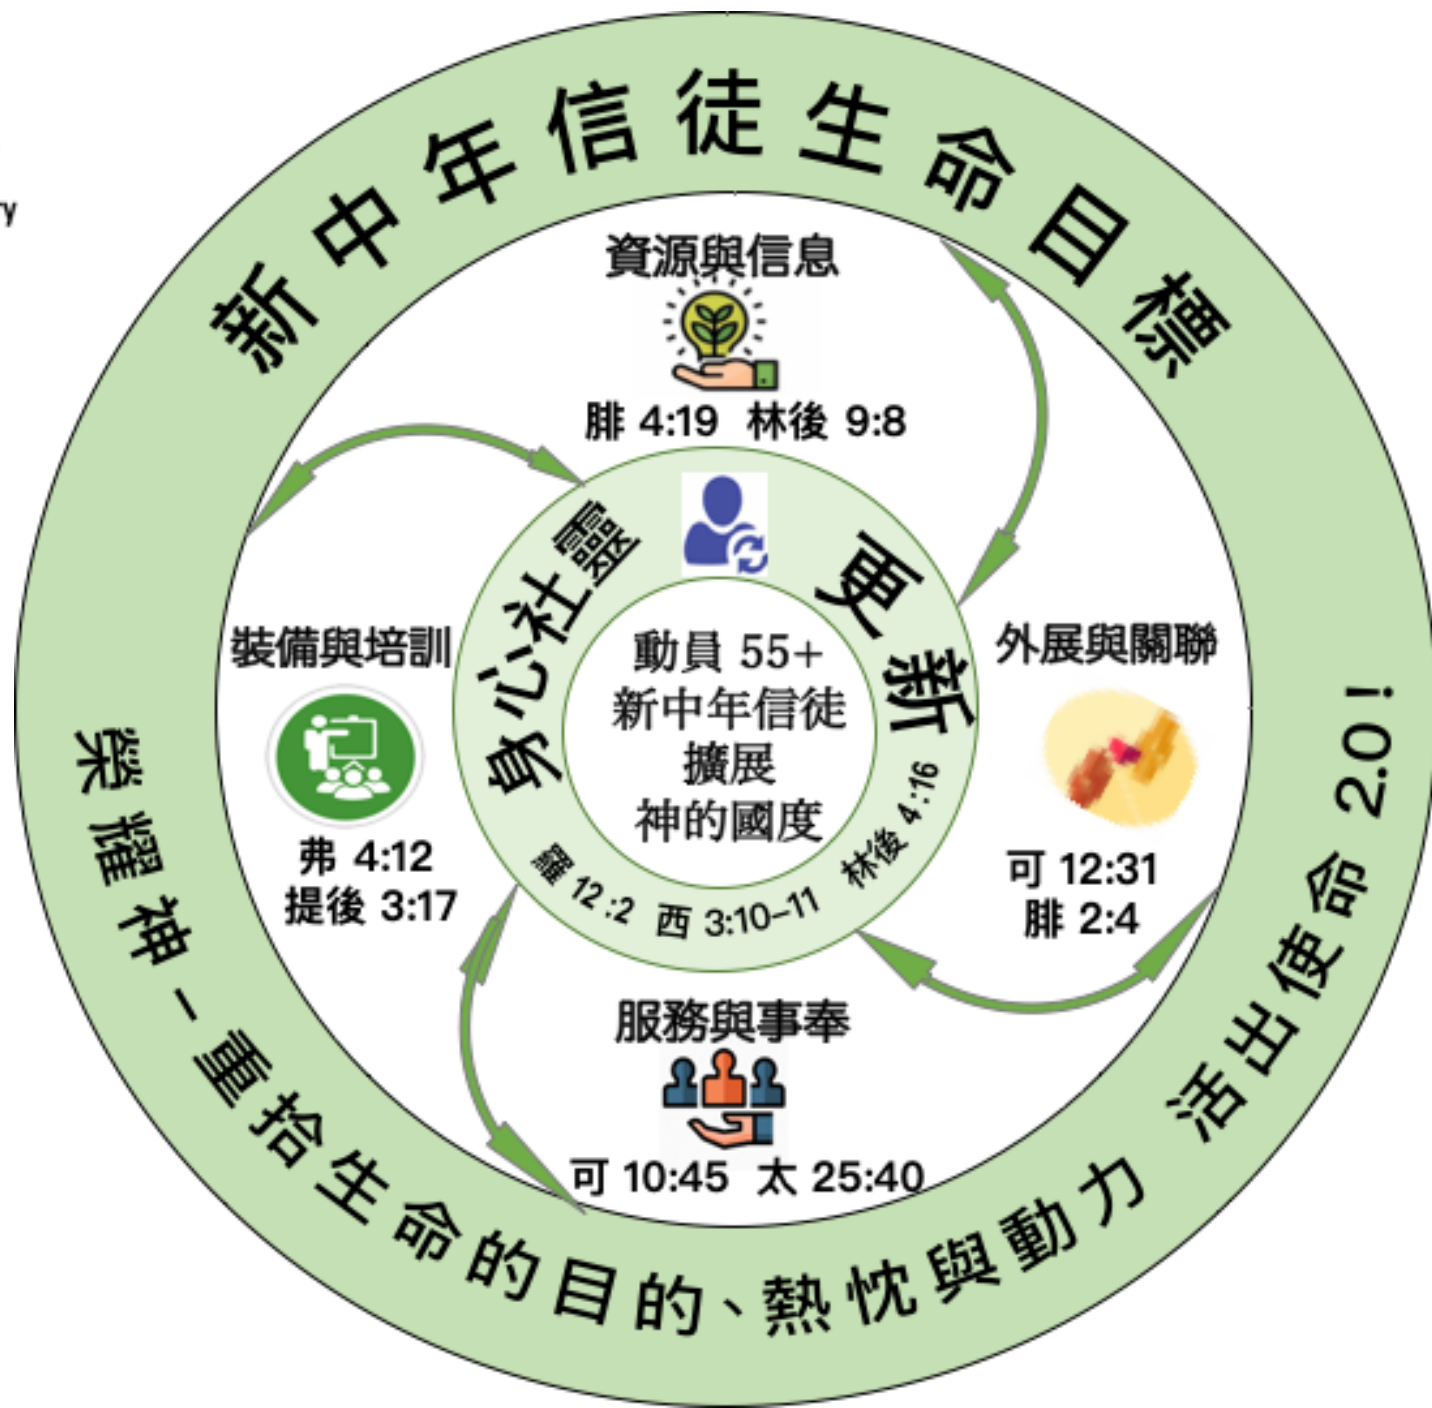 新中年信徒生命目標
資源與信息
腓 4:19 林後 9:8
身心社靈 更新
裝備與培訓
弗 4:12
提後 3:17
動員 55+
新中年信徒
擴展
神的國度
外展與關聯
可 12:31
腓 2:4
羅 12:2 西 3:10–11 林後 4:16
服務與事奉
可 10:45 太 25:40
榮耀神–重拾生命的目的、熱忱與動力 活出使命 2.0!